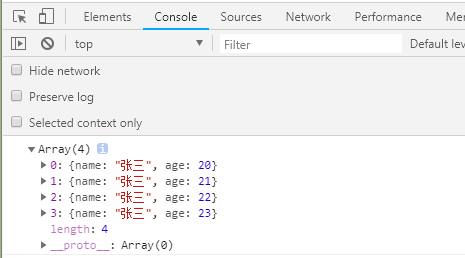 Elements Console Sources Network Performance Mem
top Filter Default lev
Hide network
Preserve log
Selected context only
Array(4) i
0: {name: "张三", age: 20}
1: {name: "张三", age: 21}
2: {name: "张三", age: 22}
3: {name: "张三", age: 23}
length: 4
__proto__: Array(0)